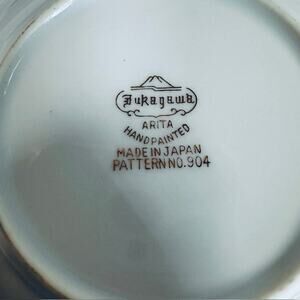 Fukagawa
ARITA
HANDPAINTED
MADE IN JAPAN
PATTERN NO. 904